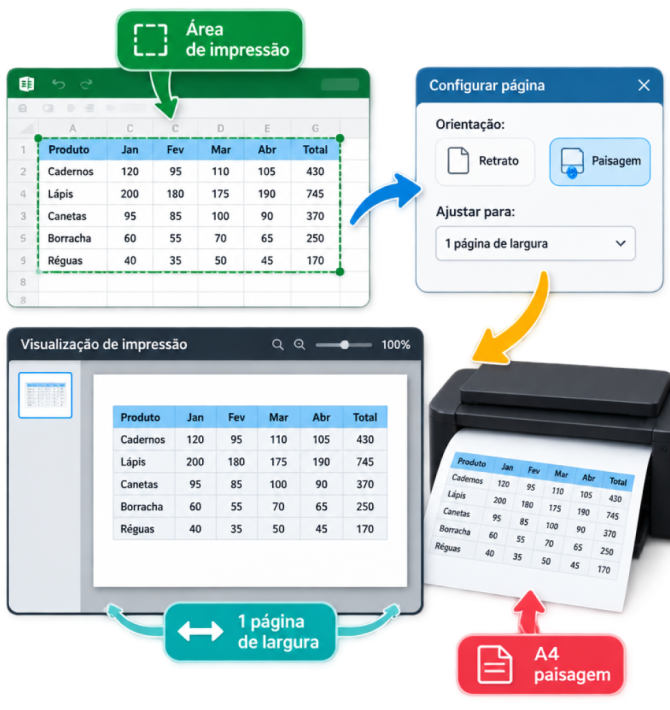 Área
de impressão
A C C D E G
1 Produto Jan Fev Mar Abr Total
2 Cadernos 120 95 110 105 430
4 Lápis 200 180 175 190 745
3 Canetas 95 85 100 90 370
5 Borracha 60 55 70 65 250
9 Réguas 40 35 50 45 170
8
8
Configurar página
Orientação:
Retrato Paisagem
Ajustar para:
1 página de largura
Visualização de impressão 100%
Produto Jan Fev Mar Abr Total
Cadernos 120 95 110 105 430
Lápis 200 180 175 190 745
Canetas 95 85 100 90 370
Borracha 60 55 70 65 250
Réguas 40 35 50 45 170
1 página
de largura
Produto Jan Fev Mar Abr Total
Cadernos 120 95 110 105 430
Lápis 200 180 175 190 745
Canetas 95 85 100 90 370
Borracha 60 55 70 65 250
Réguas 40 35 50 45 170
A4
paisagem